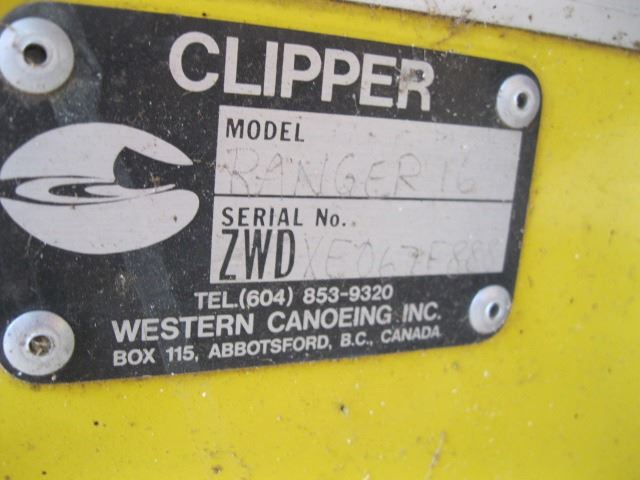 CLIPPER
MODEL
RANGER 16
SERIAL No.
ZWD
TEL.(604) 853-9320
WESTERN CANOEING INC.
BOX 115, ABBOTSFORD, B.C., CANADA